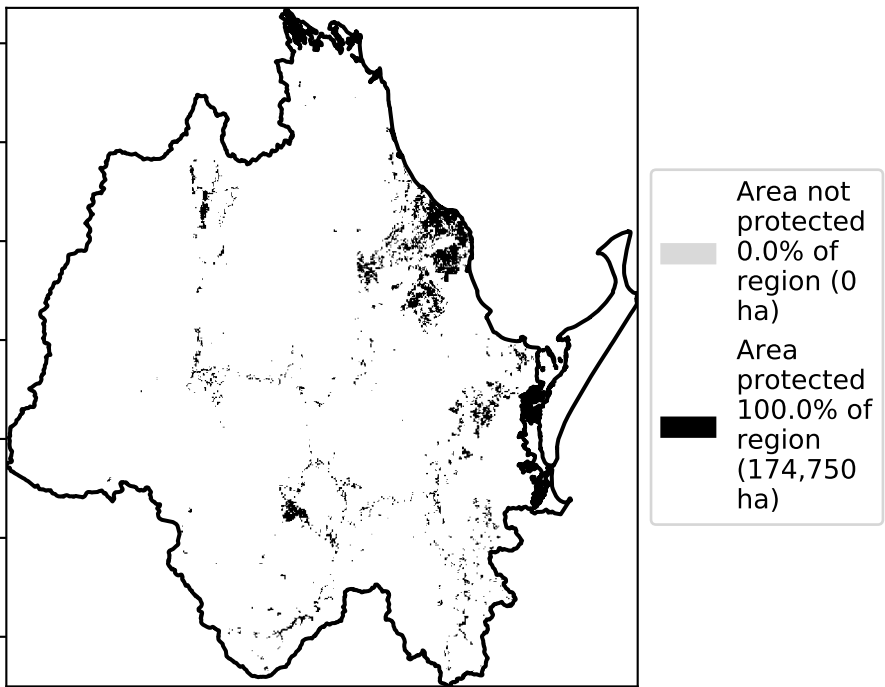 Area not
protected
0.0% of
region (0
ha)
Area
protected
100.0% of
region
(174,750
ha)